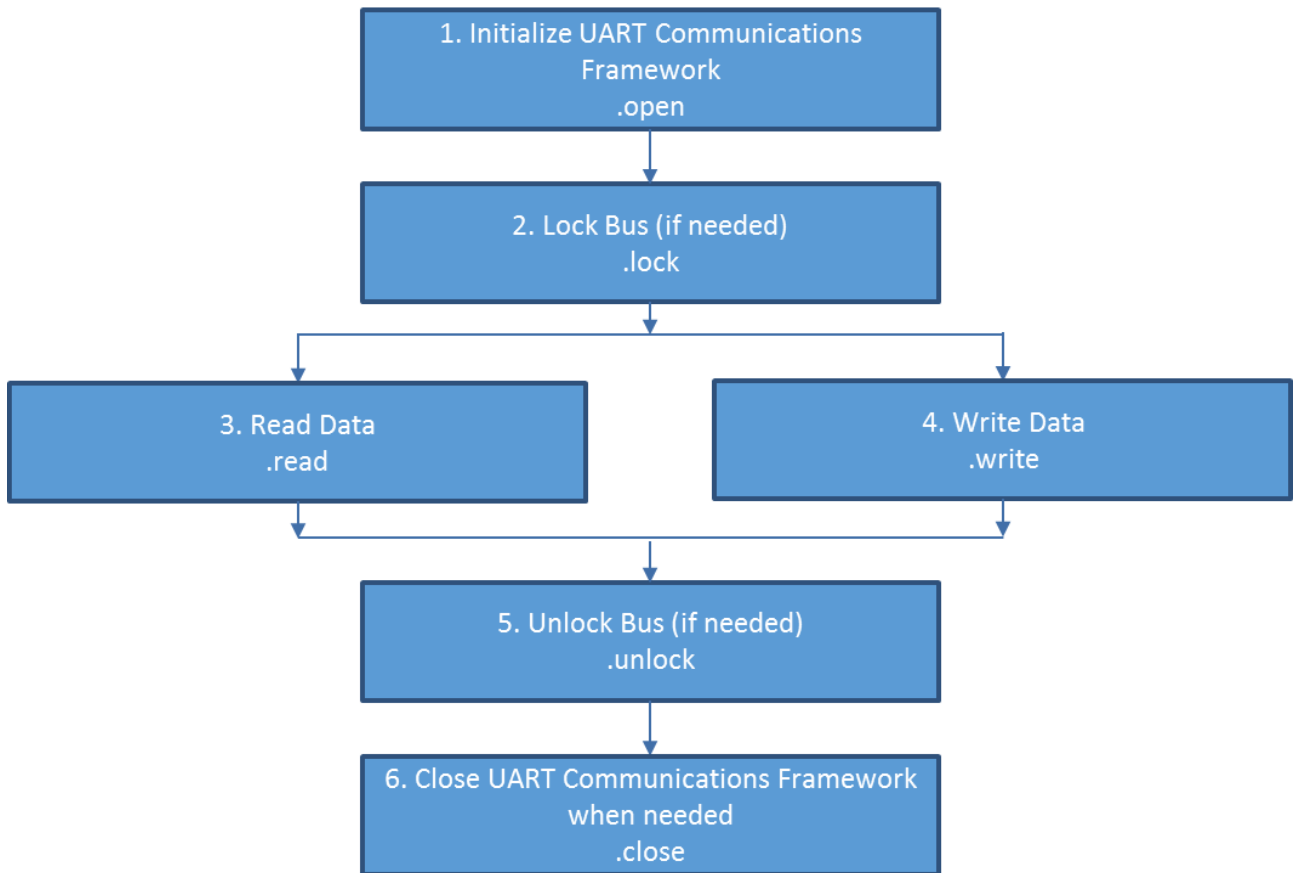 1. Initialize UART Communications
Framework
.open
2. Lock Bus (if needed)
.lock
3. Read Data
.read
4. Write Data
.write
5. Unlock Bus (if needed)
.unlock
6. Close UART Communications Framework
when needed
.close